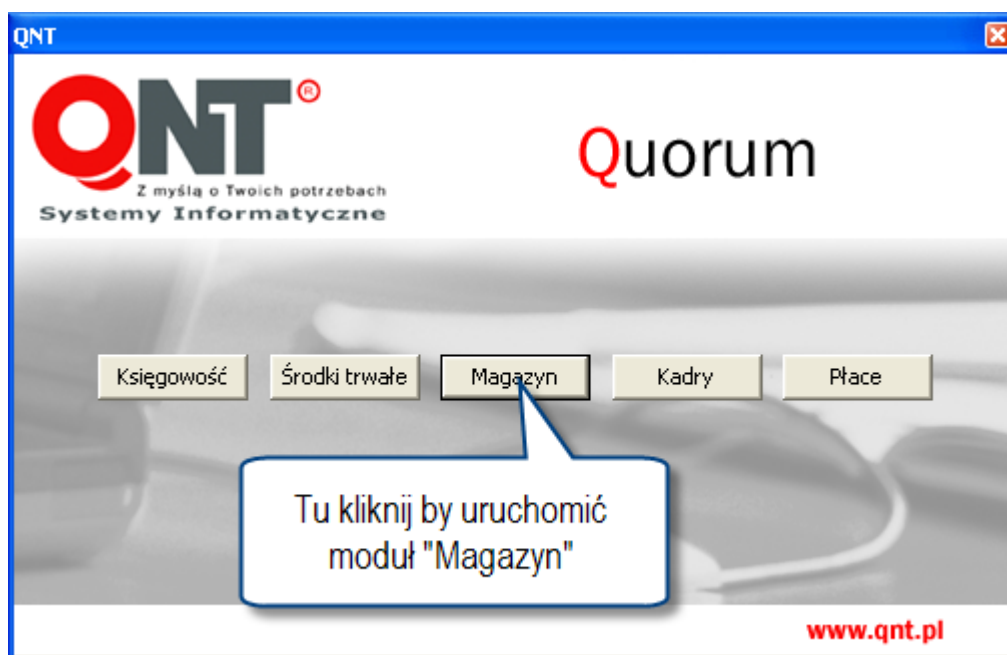 QNT
QNT®
Z myślą o Twoich potrzebach
Systemy Informatyczne
Quorum
Księgowość
Środki trwałe
Magazyn
Kadry
Płace
Tu kliknij by uruchomić
moduł "Magazyn"
www.qnt.pl